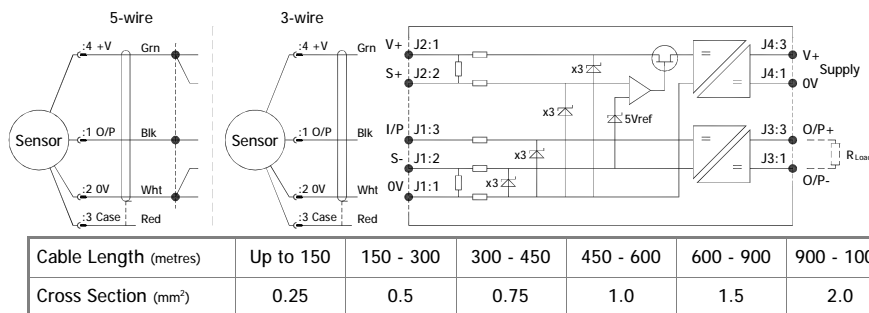 5-wire
3-wire
:4 +V Grn
:1 O/P Blk
:2 0V Wht
:3 Case Red
Sensor
:4 +V Grn
:1 O/P Blk
:2 0V Wht
:3 Case Red
Sensor
V+ J2:1
S+ J2:2
I/P J1:3
S- J1:2
0V J1:1
x3
x3
x3
x3
5Vref
J4:3 V+
J4:1 0V
Supply
J3:3 O/P+
J3:1 O/P-
R Load
Cable Length (metres) Up to 150 150 - 300 300 - 450 450 - 600 600 - 900 900 - 100
Cross Section (mm²) 0.25 0.5 0.75 1.0 1.5 2.0